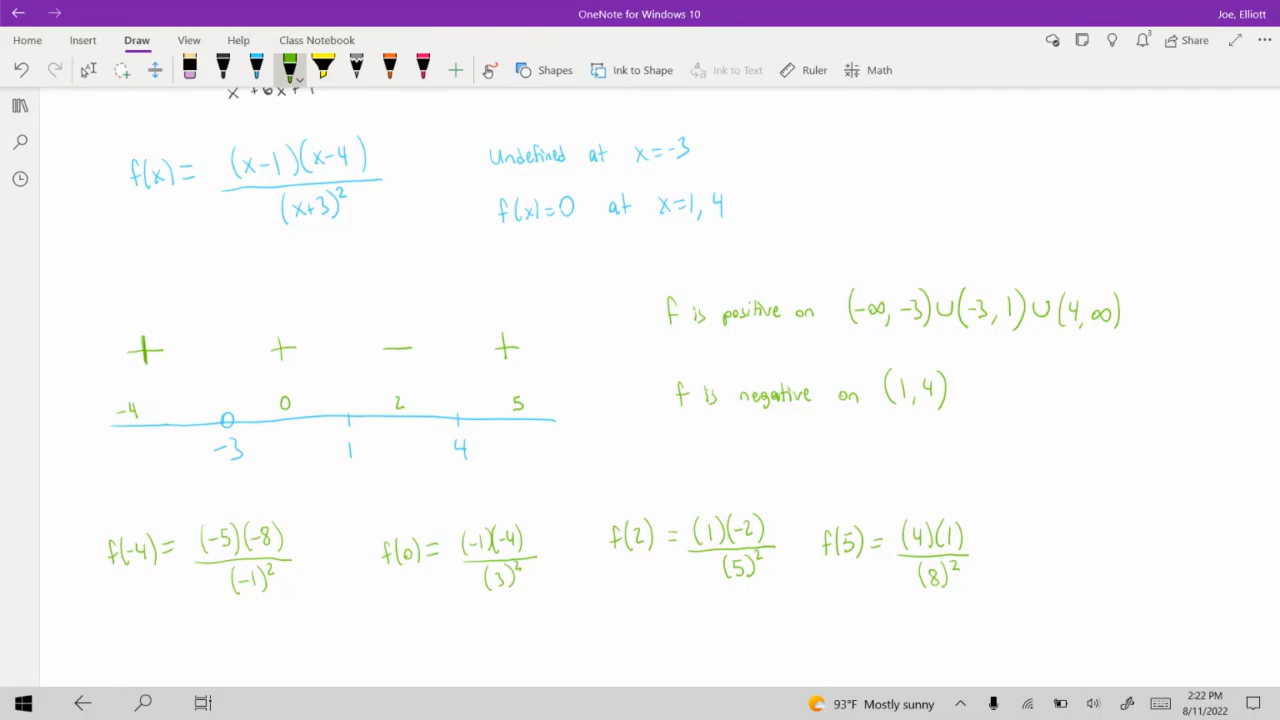 OneNote for Windows 10
Joe, Elliott
Home Insert Draw View Help Class Notebook
3 Share
Shapes Ink to Shape Ink to Text Ruler Math
f(x) = (x-1)(x-4) / (x+3)²
Undefined at x=-3
f(x)=0 at x=1, 4
f is positive on (-∞, -3)∪(-3, 1)∪(4, ∞)
+ + − +
f is negative on (1, 4)
-4 0 2 5
-3 1 4
f(-4) = (-5)(-8) / (-1)² f(0) = (-1)(-4) / (3)² f(2) = (1)(-2) / (5)² f(5) = (4)(1) / (8)²
93°F Mostly sunny
2:22 PM
8/11/2022